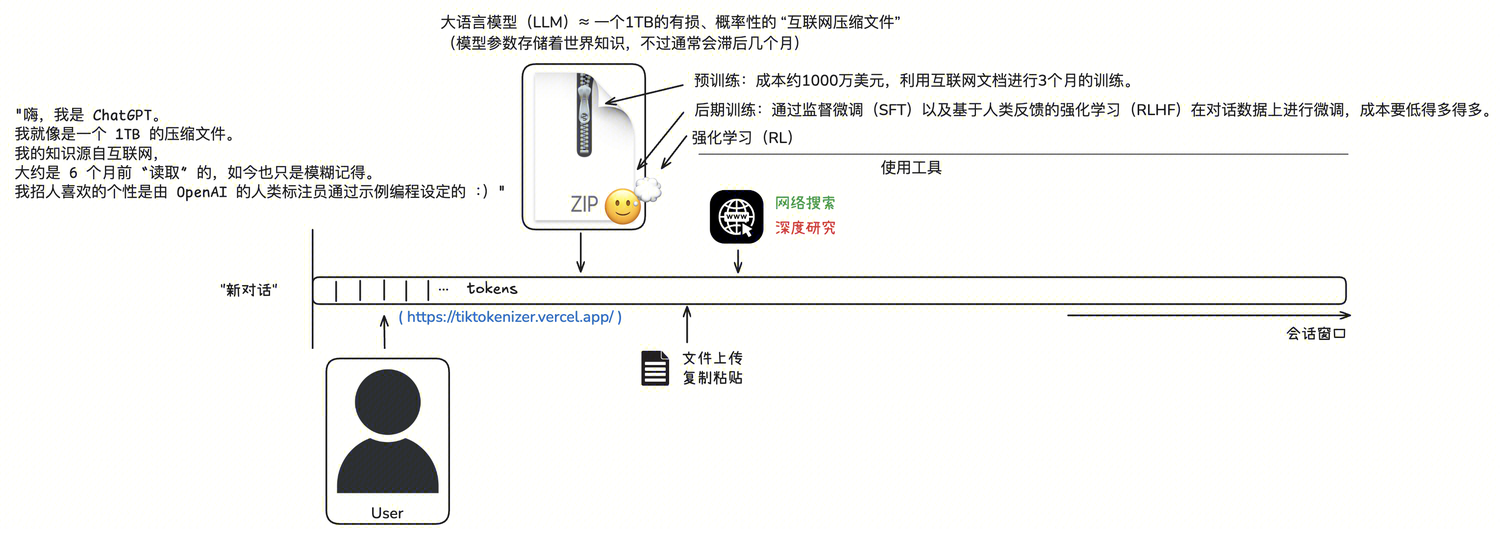 大语言模型（LLM）≈ 一个1TB的有损、概率性的 “互联网压缩文件”
（模型参数存储着世界知识，不过通常会滞后几个月）
预训练：成本约1000万美元，利用互联网文档进行3个月的训练。
后期训练：通过监督微调（SFT）以及基于人类反馈的强化学习（RLHF）在对话数据上进行微调，成本要低得多得多。
强化学习（RL）
"嗨，我是 ChatGPT。
我就像是一个 1TB 的压缩文件。
我的知识源自互联网，
大约是 6 个月前 “读取” 的，如今也只是模糊记得。
我招人喜欢的个性是由 OpenAI 的人类标注员通过示例编程设定的 :）"
ZIP
使用工具
WWW
网络搜索
深度研究
"新对话"
... tokens
( https://tiktokenizer.vercel.app/ )
会话窗口
文件上传
复制粘贴
User